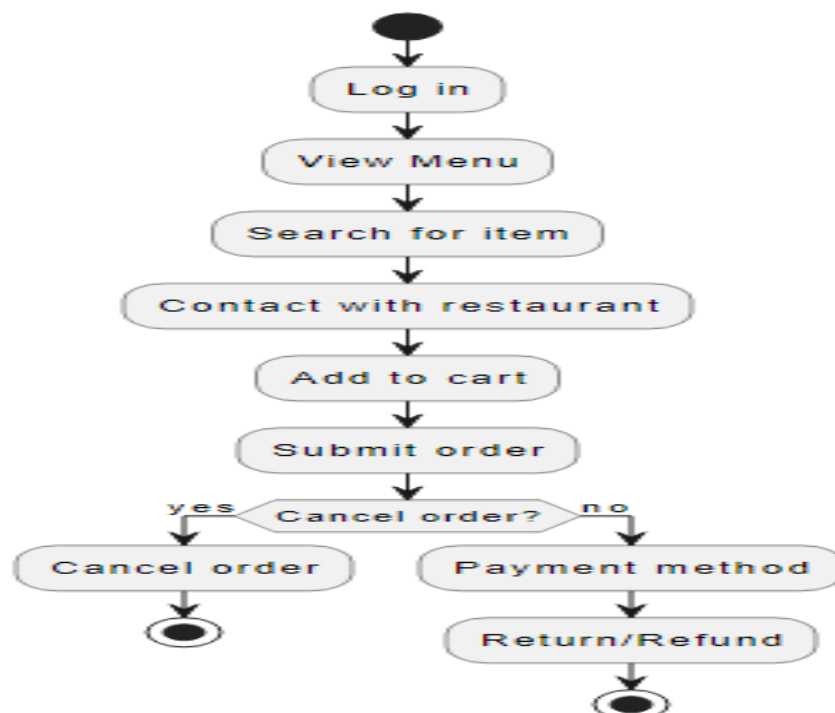 Log in
View Menu
Search for item
Contact with restaurant
Add to cart
Submit order
yes
Cancel order?
no
Cancel order
Payment method
Return/Refund